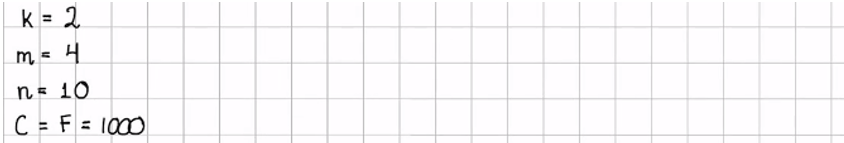 k = 2
m = 4
n = 10
C = F = 1000